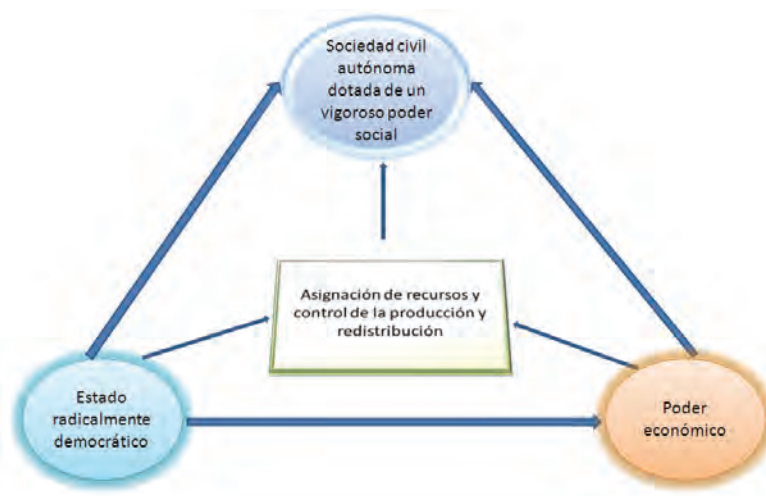 Sociedad civil
autónoma
dotada de un
vigoroso poder
social
Asignación de recursos y
control de la producción y
redistribución
Estado
radicalmente
democrático
Poder
económico